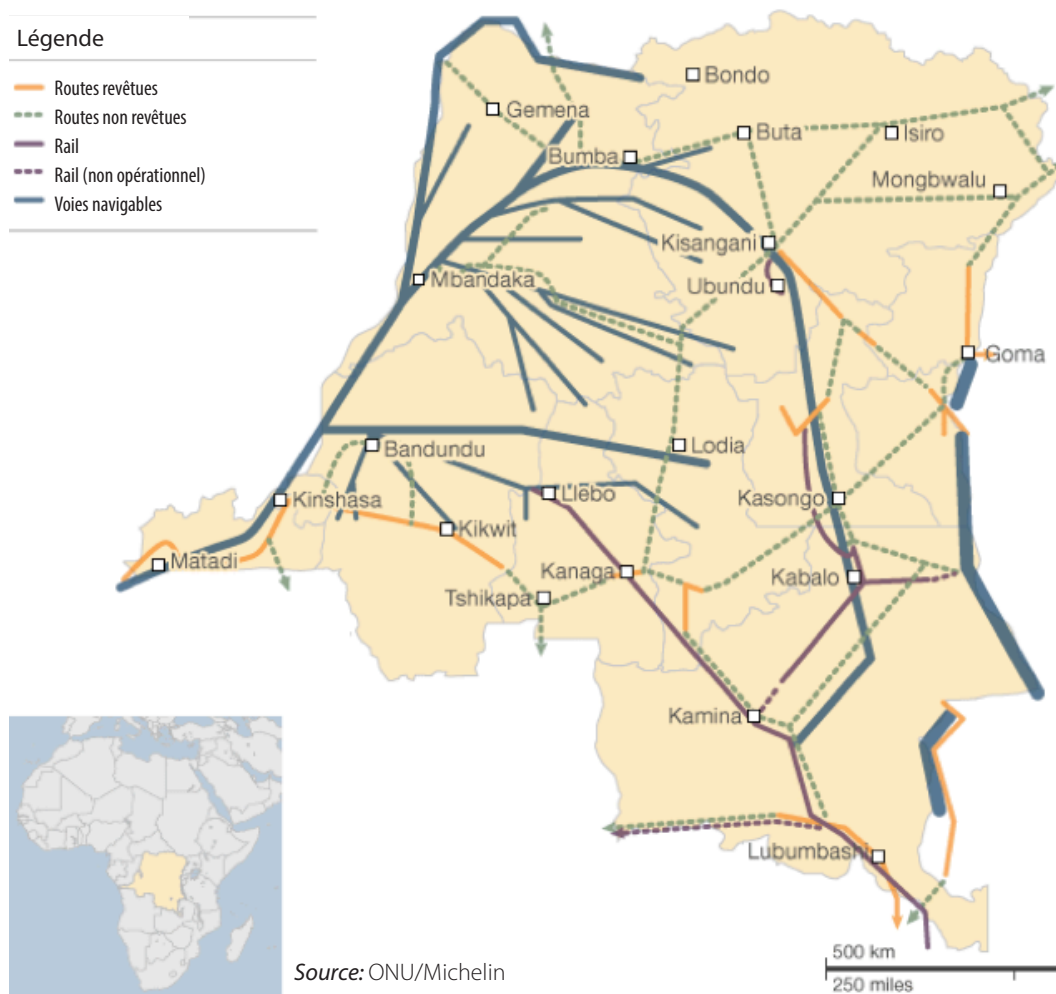 Légende
Routes revêtues
Routes non revêtues
Rail
Rail (non opérationnel)
Voies navigables
Bondo
Gemena
Buta
Isiro
Bumba
Mongbwalu
Kisangani
Ubundu
Mbandaka
Goma
Bandundu
Lodia
Kinshasa
Llebo
Kasongo
Kikwit
Matadi
Kanaga
Kabalo
Tshikapa
Kamina
Lubumbashi
500 km
250 miles
Source: ONU/Michelin